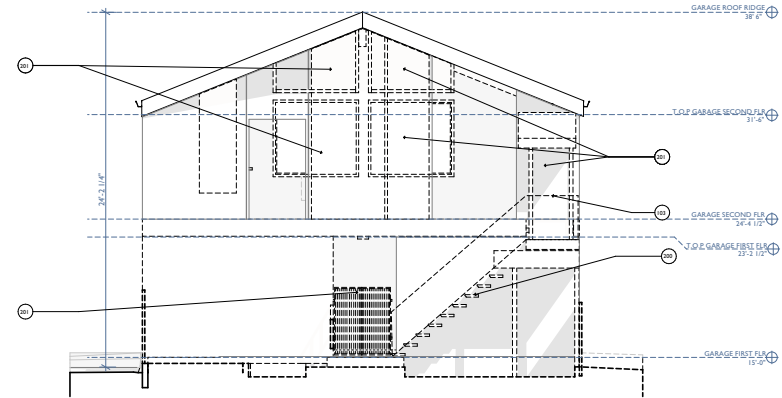 GARAGE ROOF RIDGE
38' 6"
201
T.O.P GARAGE SECOND FLR
31'-6"
201
24'-2 1/4"
103
GARAGE SECOND FLR
24'-4 1/2"
T.O.P GARAGE FIRST FLR
23'-2 1/2"
200
201
GARAGE FIRST FLR
15'-0"